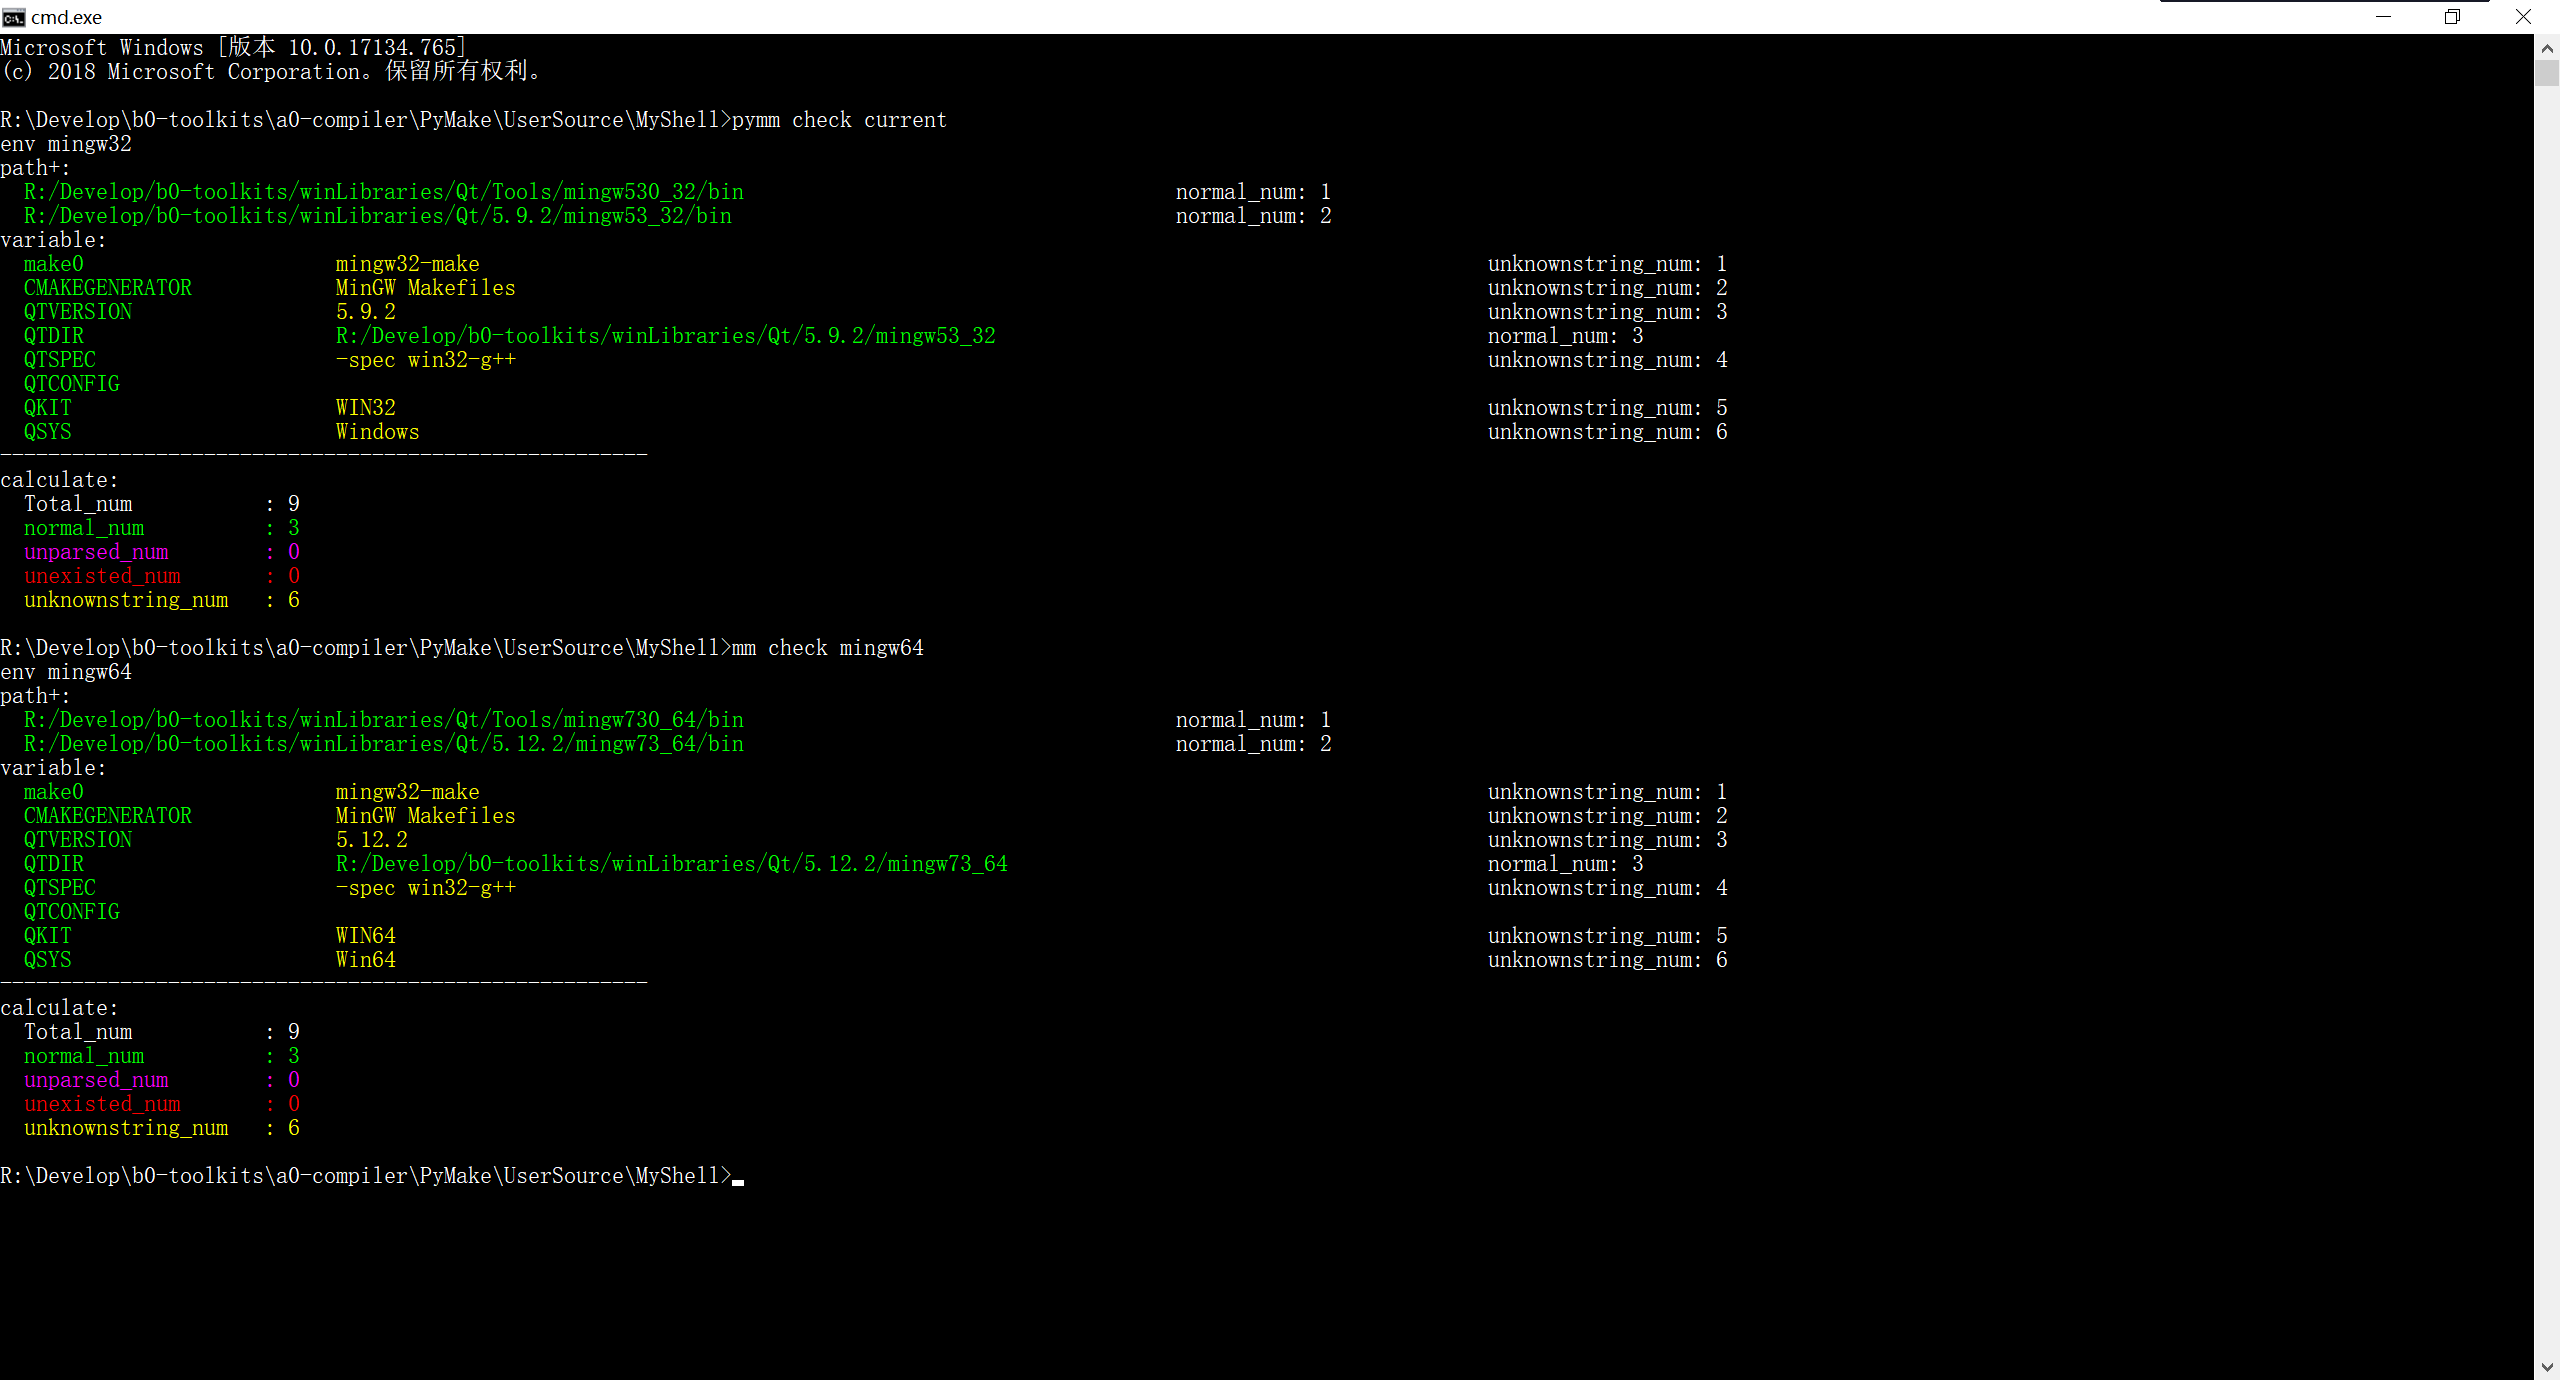 cmd.exe
Microsoft Windows [版本 10.0.17134.765]
(c) 2018 Microsoft Corporation。保留所有权利。
R:\Develop\b0-toolkits\a0-compiler\PyMake\UserSource\MyShell>pymm check current
env mingw32
path+:
R:/Develop/b0-toolkits/winLibraries/Qt/Tools/mingw530_32/bin normal_num: 1
R:/Develop/b0-toolkits/winLibraries/Qt/5.9.2/mingw53_32/bin normal_num: 2
variable:
make0 mingw32-make unknownstring_num: 1
CMAKEGENERATOR MinGW Makefiles unknownstring_num: 2
QTVERSION 5.9.2 unknownstring_num: 3
QTDIR R:/Develop/b0-toolkits/winLibraries/Qt/5.9.2/mingw53_32 normal_num: 3
QTSPEC -spec win32-g++ unknownstring_num: 4
QTCONFIG
QKIT WIN32 unknownstring_num: 5
QSYS Windows unknownstring_num: 6
------------------------------------------------------
calculate:
Total_num : 9
normal_num : 3
unparsed_num : 0
unexisted_num : 0
unknownstring_num : 6
R:\Develop\b0-toolkits\a0-compiler\PyMake\UserSource\MyShell>mm check mingw64
env mingw64
path+:
R:/Develop/b0-toolkits/winLibraries/Qt/Tools/mingw730_64/bin normal_num: 1
R:/Develop/b0-toolkits/winLibraries/Qt/5.12.2/mingw73_64/bin normal_num: 2
variable:
make0 mingw32-make unknownstring_num: 1
CMAKEGENERATOR MinGW Makefiles unknownstring_num: 2
QTVERSION 5.12.2 unknownstring_num: 3
QTDIR R:/Develop/b0-toolkits/winLibraries/Qt/5.12.2/mingw73_64 normal_num: 3
QTSPEC -spec win32-g++ unknownstring_num: 4
QTCONFIG
QKIT WIN64 unknownstring_num: 5
QSYS Win64 unknownstring_num: 6
------------------------------------------------------
calculate:
Total_num : 9
normal_num : 3
unparsed_num : 0
unexisted_num : 0
unknownstring_num : 6
R:\Develop\b0-toolkits\a0-compiler\PyMake\UserSource\MyShell>